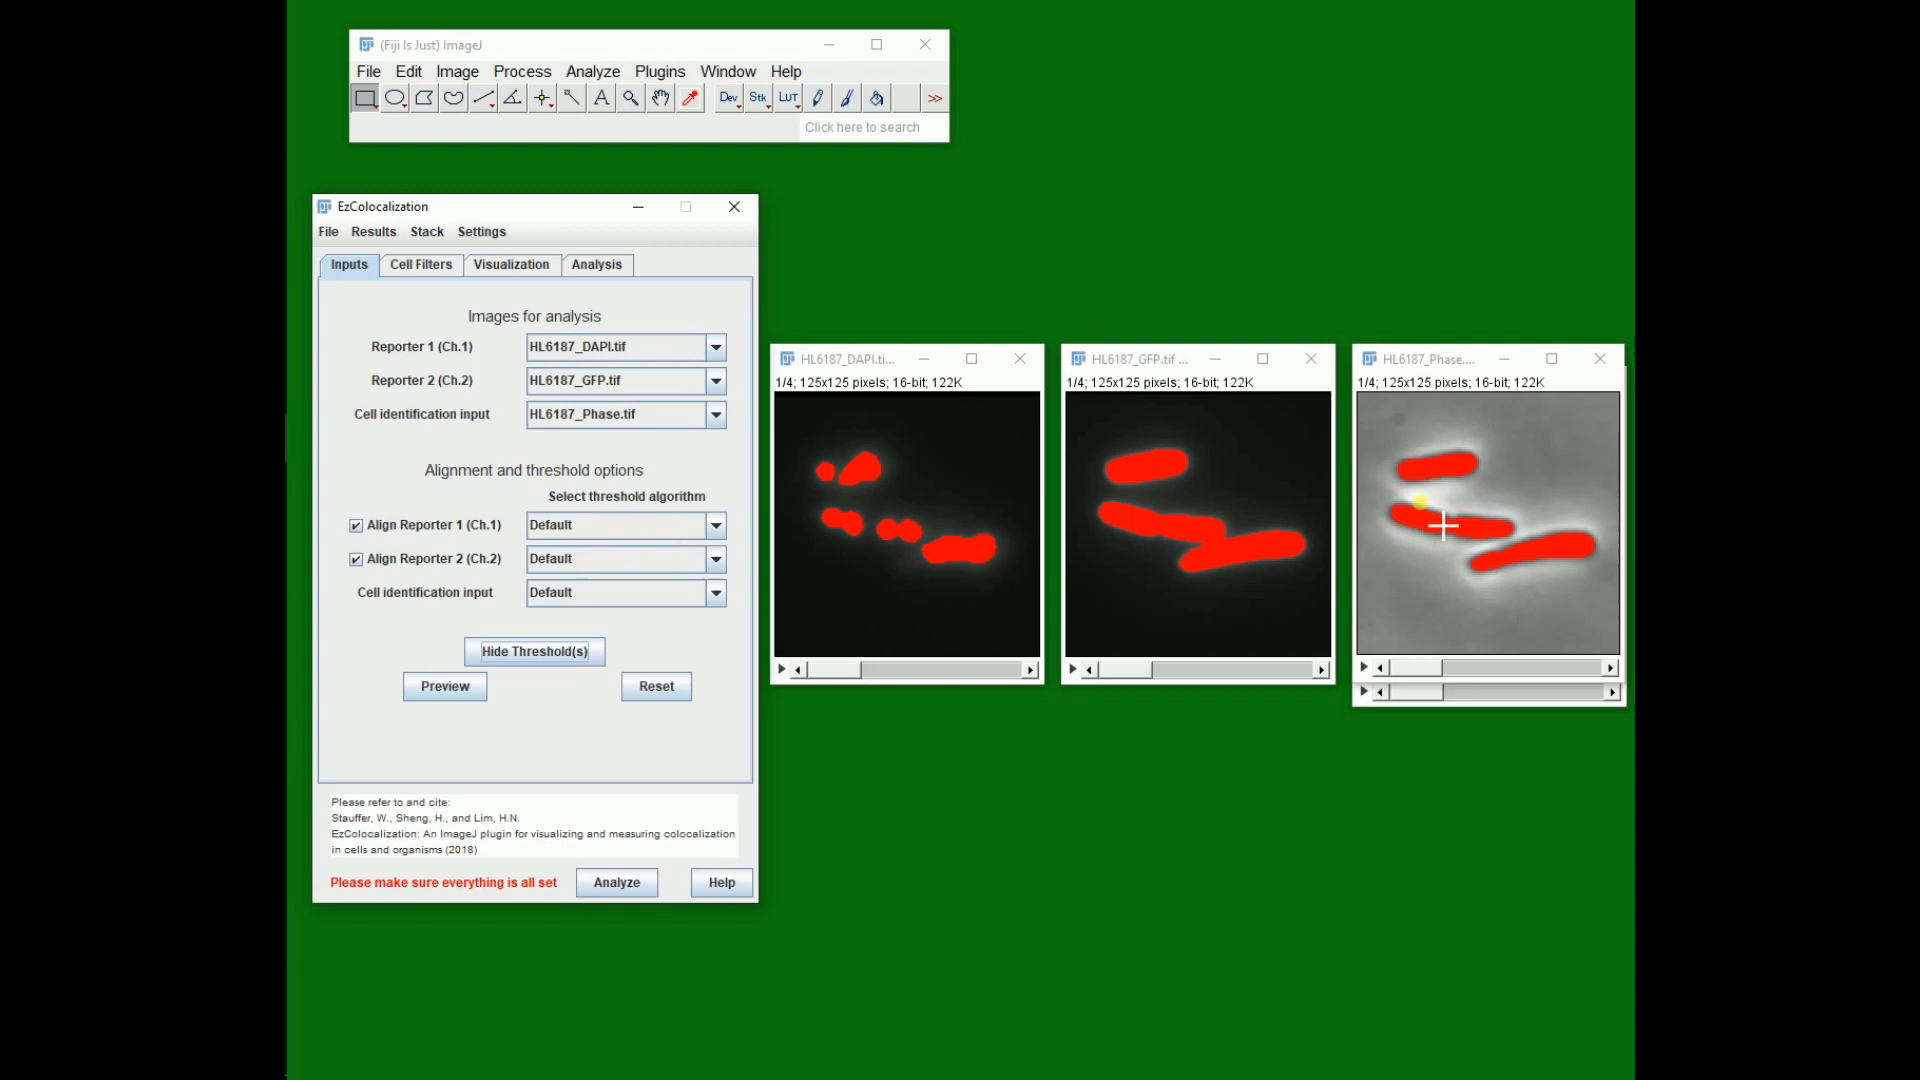 (Fiji Is Just) ImageJ
File Edit Image Process Analyze Plugins Window Help
A Dev Stk LUT >>
Click here to search
EzColocalization
File Results Stack Settings
Inputs Cell Filters Visualization Analysis
Images for analysis
Reporter 1 (Ch.1) HL6187_DAPI.tif
Reporter 2 (Ch.2) HL6187_GFP.tif
Cell identification input HL6187_Phase.tif
Alignment and threshold options
Select threshold algorithm
Align Reporter 1 (Ch.1) Default
Align Reporter 2 (Ch.2) Default
Cell identification input Default
Hide Threshold(s)
Preview Reset
Please refer to and cite:
Stauffer, W., Sheng, H., and Lim, H.N.
EzColocalization: An ImageJ plugin for visualizing and measuring colocalization
in cells and organisms (2018)
Please make sure everything is all set Analyze Help
HL6187_DAPI.ti...
1/4; 125x125 pixels; 16-bit; 122K
HL6187_GFP.tif ...
1/4; 125x125 pixels; 16-bit; 122K
HL6187_Phase....
1/4; 125x125 pixels; 16-bit; 122K